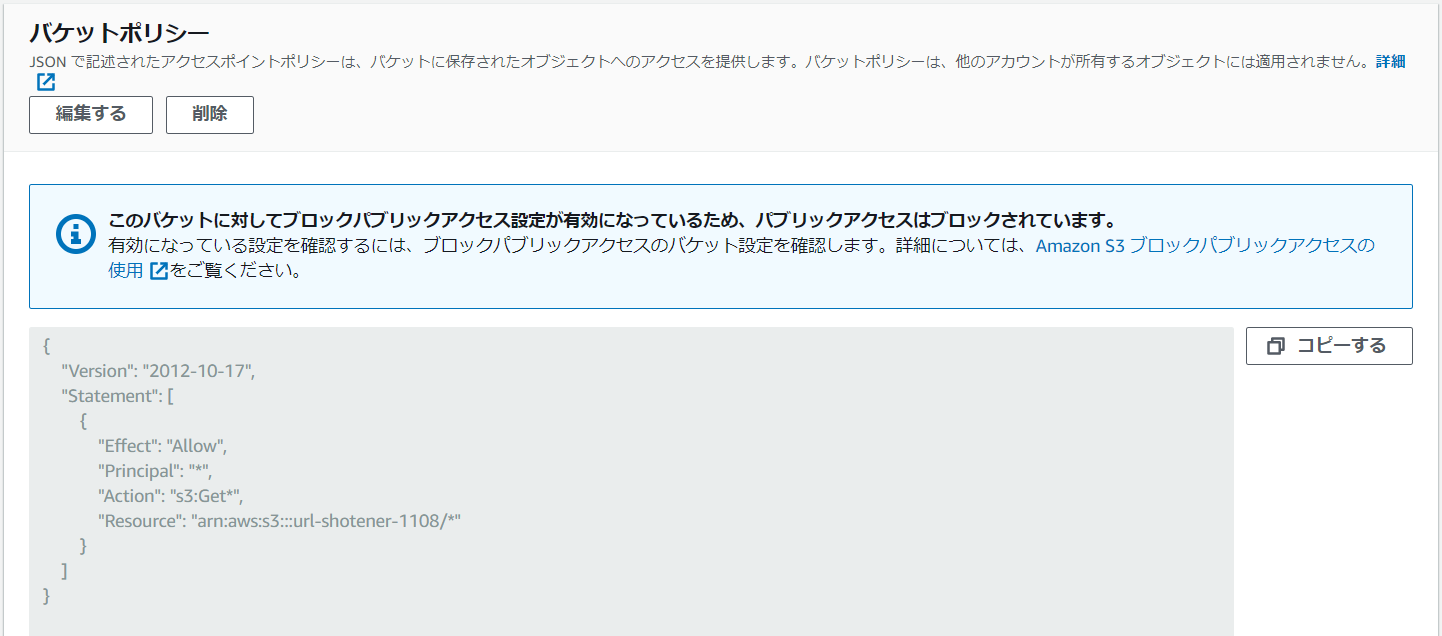 バケットポリシー
JSON で記述されたアクセスポイントポリシーは、バケットに保存されたオブジェクトへのアクセスを提供します。バケットポリシーは、他のアカウントが所有するオブジェクトには適用されません。詳細
編集する
削除
このバケットに対してブロックパブリックアクセス設定が有効になっているため、パブリックアクセスはブロックされています。
有効になっている設定を確認するには、ブロックパブリックアクセスのバケット設定を確認します。詳細については、Amazon S3 ブロックパブリックアクセスの
使用 をご覧ください。
コピーする
{
"Version": "2012-10-17",
"Statement": [
{
"Effect": "Allow",
"Principal": "*",
"Action": "s3:Get*",
"Resource": "arn:aws:s3:::url-shotener-1108/*"
}
]
}